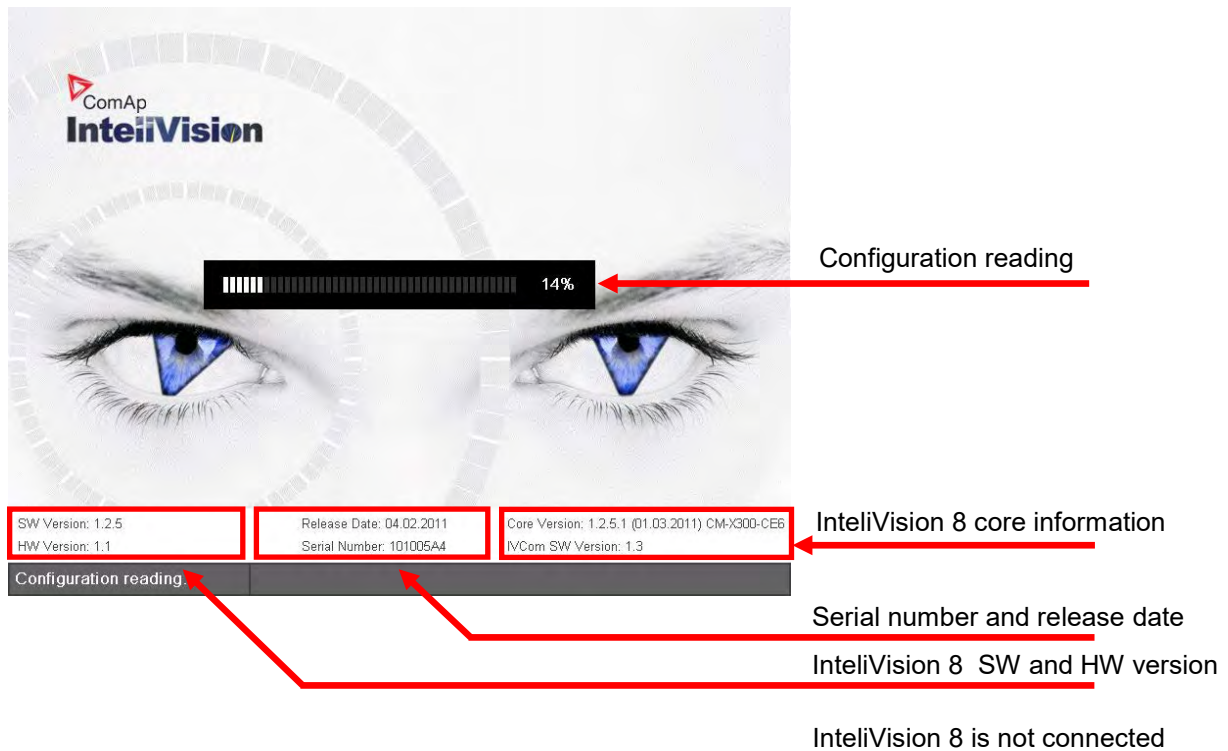 ComAp
InteliVision
14%
Configuration reading
SW Version: 1.2.5
HW Version: 1.1
Release Date: 04.02.2011
Serial Number: 101005A4
Core Version: 1.2.5.1 (01.03.2011) CM-X300-CE6
IVCom SW Version: 1.3
InteliVision 8 core information
Configuration reading.
Serial number and release date
InteliVision 8 SW and HW version
InteliVision 8 is not connected